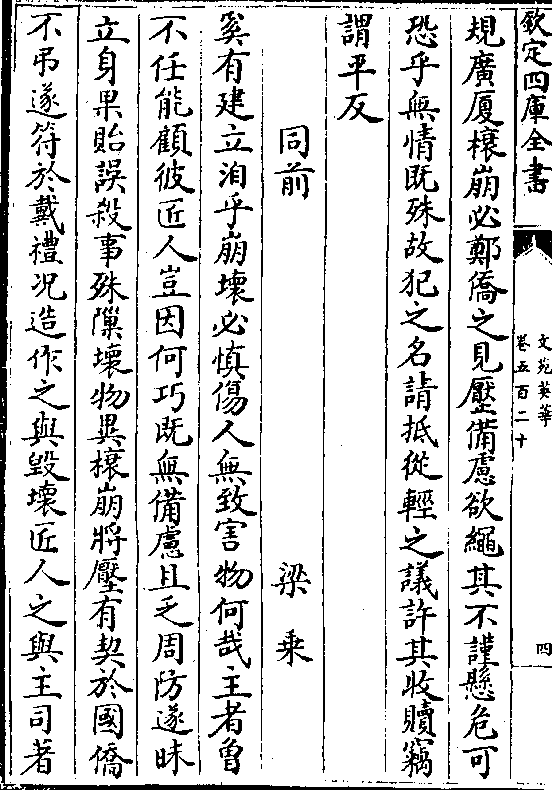 欽定四庫全書
文苑英華
卷五百二十
四
規廣厦榱崩必鄭僑之見壓備慮欲繩其不謹懸危可
恐乎無情既殊故犯之名請抵從輕之議許其收贖竊
謂平反
同前
梁乗
奚有建立洎乎崩壞必慎傷人無致害物何哉主者曾
不任能顧彼匠人豈因何巧既無備慮且乏周防遂昧
立身果貽誤殺事殊隟壞物異榱崩將壓有契於國僑
不弔遂符於戴禮况造作之與毀壞匠人之與主司者